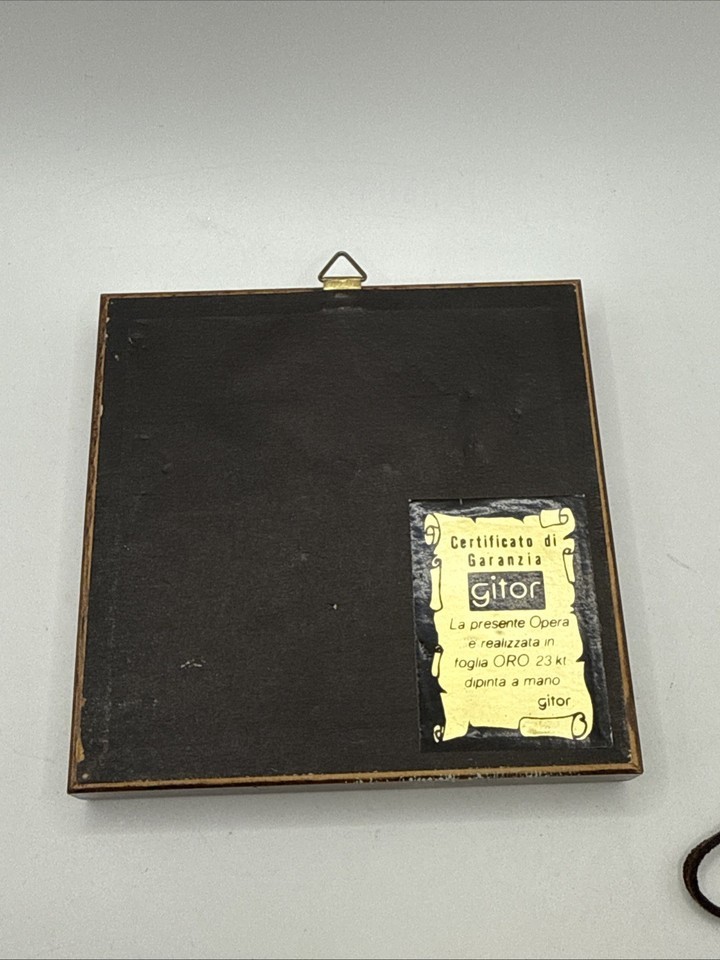 Certificato di
Garanzia
gitor
La presente Opera
e realizzata in
foglia ORO 23 kt
dipinta a mano
gitor